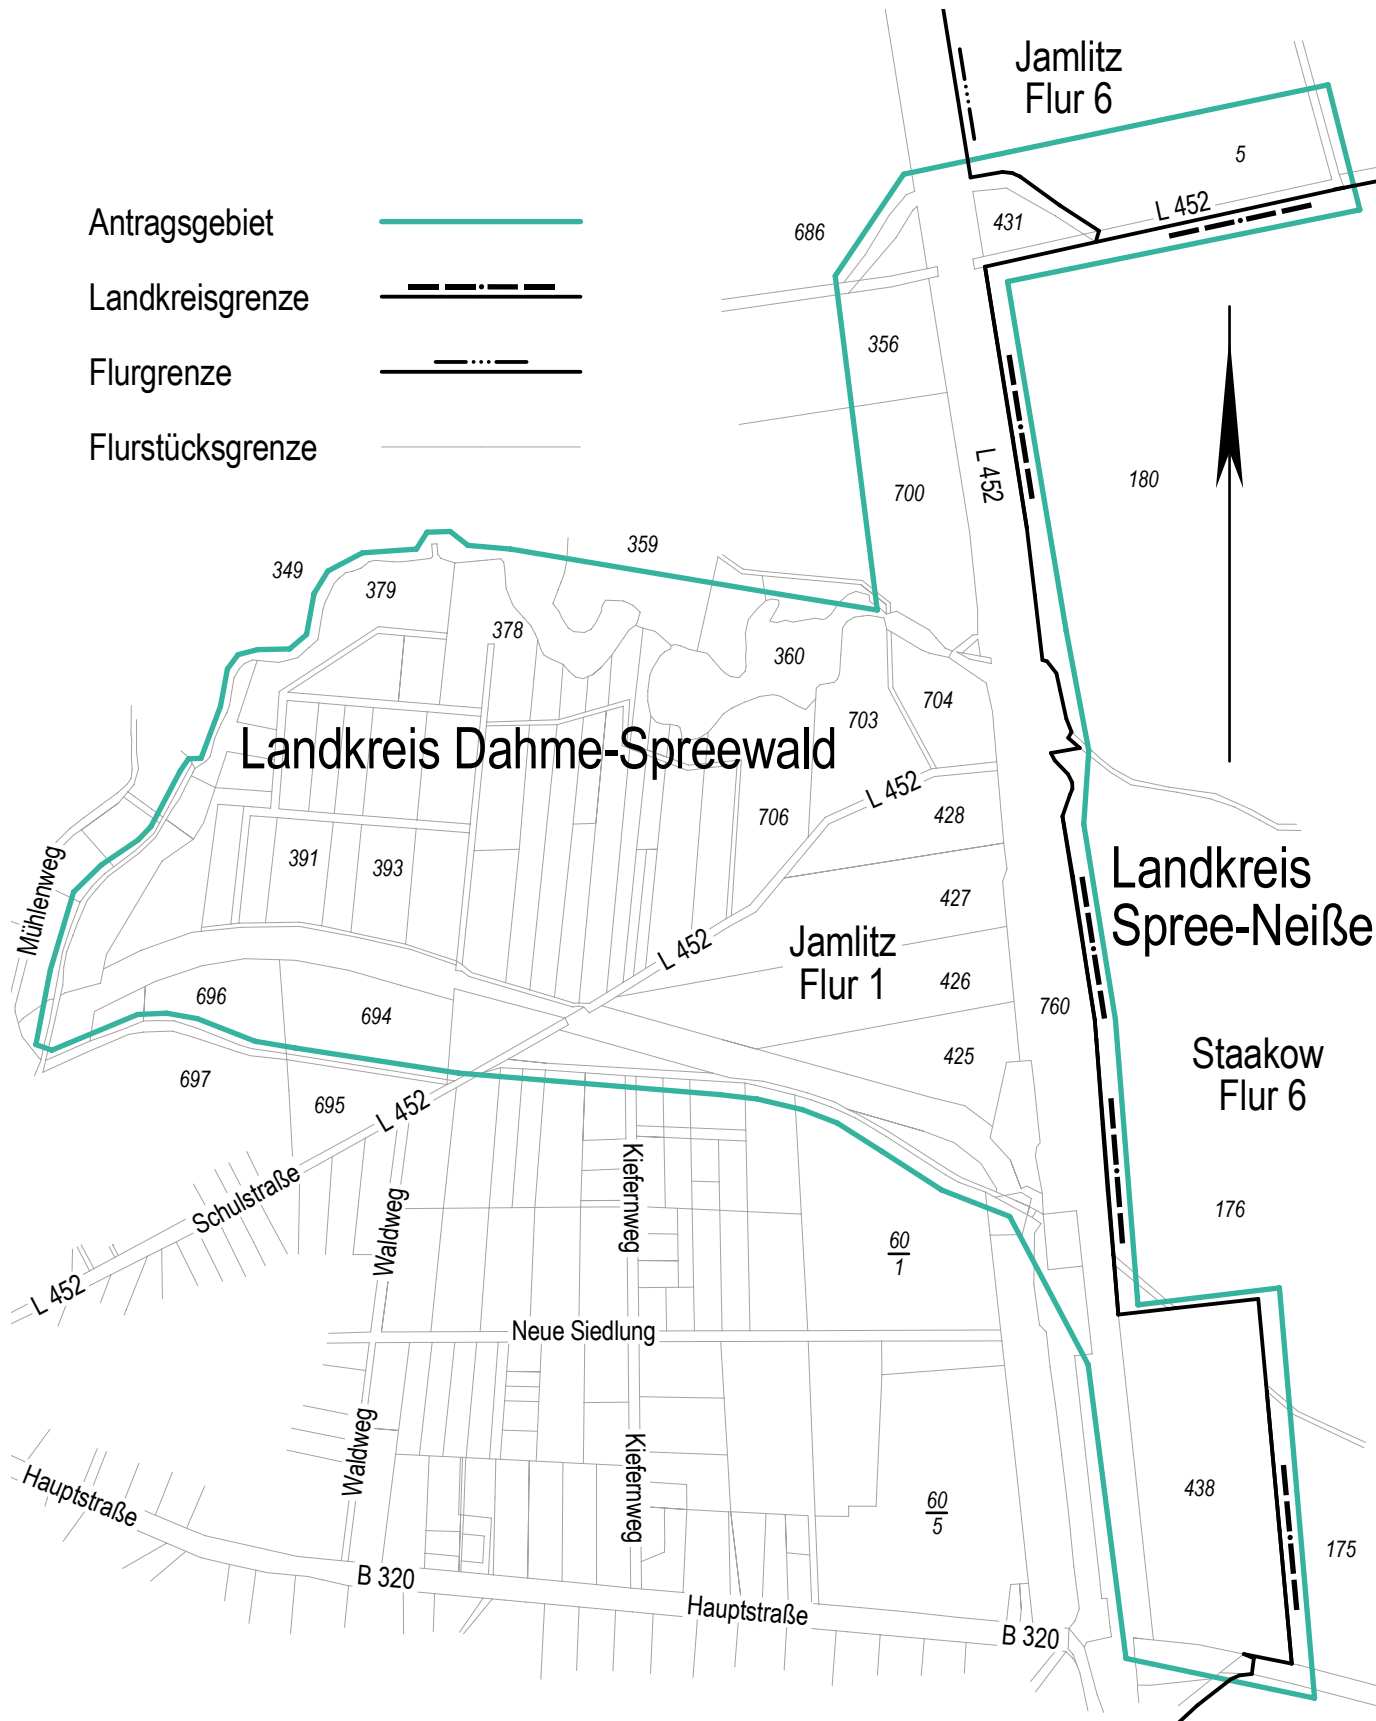 Jamlitz
Flur 6
5
Antragsgebiet
L 452
431
686
Landkreisgrenze
356
Flurgrenze
Flurstücksgrenze
L 452
180
700
359
349
379
378
360
704
703
Landkreis Dahme-Spreewald
L 452
706
428
391
393
Landkreis
Spree-Neiße
Mühlenweg
427
L 452
Jamlitz
Flur 1
426
696
694
760
425
Staakow
Flur 6
697
695
L 452
Kiefernweg
Schulstraße
Waldweg
176
60
1
L 452
Neue Siedlung
Waldweg
Kiefernweg
Hauptstraße
438
60
5
175
B 320
Hauptstraße
B 320